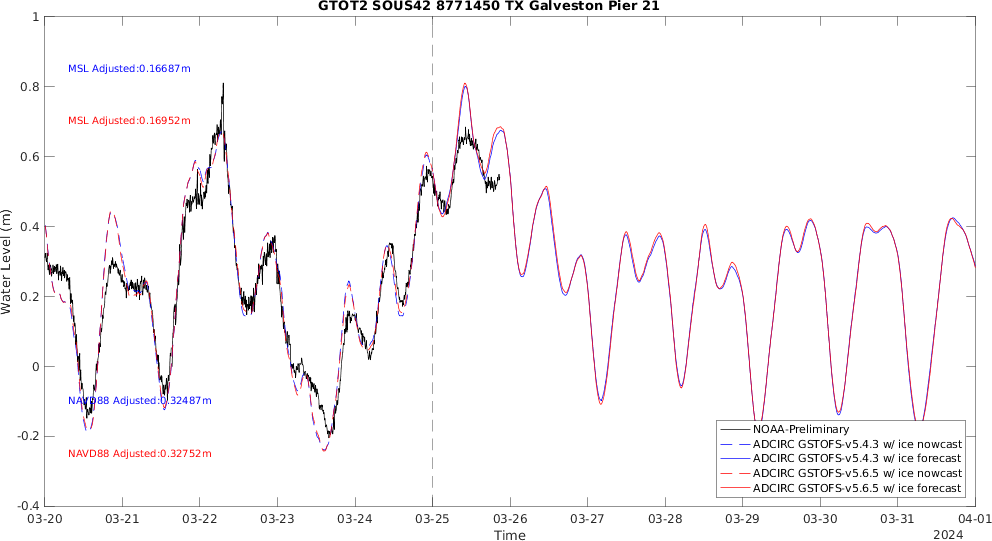 GTOT2 SOUS42 8771450 TX Galveston Pier 21
1
0.8
0.6
0.4
0.2
0
-0.2
-0.4
Water Level (m)
MSL Adjusted:0.16687m
MSL Adjusted:0.16952m
NAVD88 Adjusted:0.32487m
NAVD88 Adjusted:0.32752m
NOAA-Preliminary
ADCIRC GSTOFS-v5.4.3 w/ ice nowcast
ADCIRC GSTOFS-v5.4.3 w/ ice forecast
ADCIRC GSTOFS-v5.6.5 w/ ice nowcast
ADCIRC GSTOFS-v5.6.5 w/ ice forecast
03-20 03-21 03-22 03-23 03-24 03-25 03-26 03-27 03-28 03-29 03-30 03-31 04-01
Time
2024